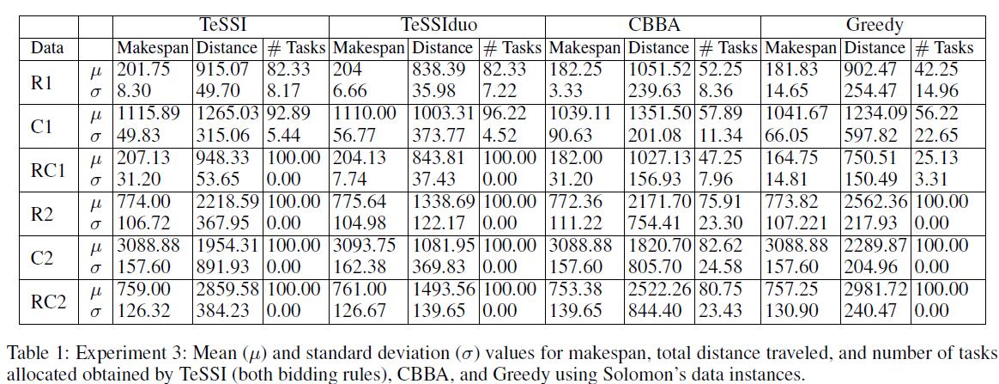 TeSSI TeSSIduo CBBA Greedy
Data Makespan Distance # Tasks Makespan Distance # Tasks Makespan Distance # Tasks Makespan Distance # Tasks
R1 μ 201.75 915.07 82.33 204 838.39 82.33 182.25 1051.52 52.25 181.83 902.47 42.25
σ 8.30 49.70 8.17 6.66 35.98 7.22 3.33 239.63 8.36 14.65 254.47 14.96
C1 μ 1115.89 1265.03 92.89 1110.00 1003.31 96.22 1039.11 1351.50 57.89 1041.67 1234.09 56.22
σ 49.83 315.06 5.44 56.77 373.77 4.52 90.63 201.08 11.34 66.05 597.82 22.65
RC1 μ 207.13 948.33 100.00 204.13 843.81 100.00 182.00 1027.13 47.25 164.75 750.51 25.13
σ 31.20 53.65 0.00 7.74 37.43 0.00 31.20 156.93 7.96 14.81 150.49 3.31
R2 μ 774.00 2218.59 100.00 775.64 1338.69 100.00 772.36 2171.70 75.91 773.82 2562.36 100.00
σ 106.72 367.95 0.00 104.98 122.17 0.00 111.22 754.41 23.30 107.221 217.93 0.00
C2 μ 3088.88 1954.31 100.00 3093.75 1081.95 100.00 3088.88 1820.70 82.62 3088.88 2289.87 100.00
σ 157.60 891.93 0.00 162.38 369.83 0.00 157.60 805.70 24.58 157.60 204.96 0.00
RC2 μ 759.00 2859.58 100.00 761.00 1493.56 100.00 753.38 2522.26 80.75 757.25 2981.72 100.00
σ 126.32 384.23 0.00 126.67 139.65 0.00 139.65 844.40 23.43 130.90 240.47 0.00
Table 1: Experiment 3: Mean (μ) and standard deviation (σ) values for makespan, total distance traveled, and number of tasks
allocated obtained by TeSSI (both bidding rules), CBBA, and Greedy using Solomon's data instances.